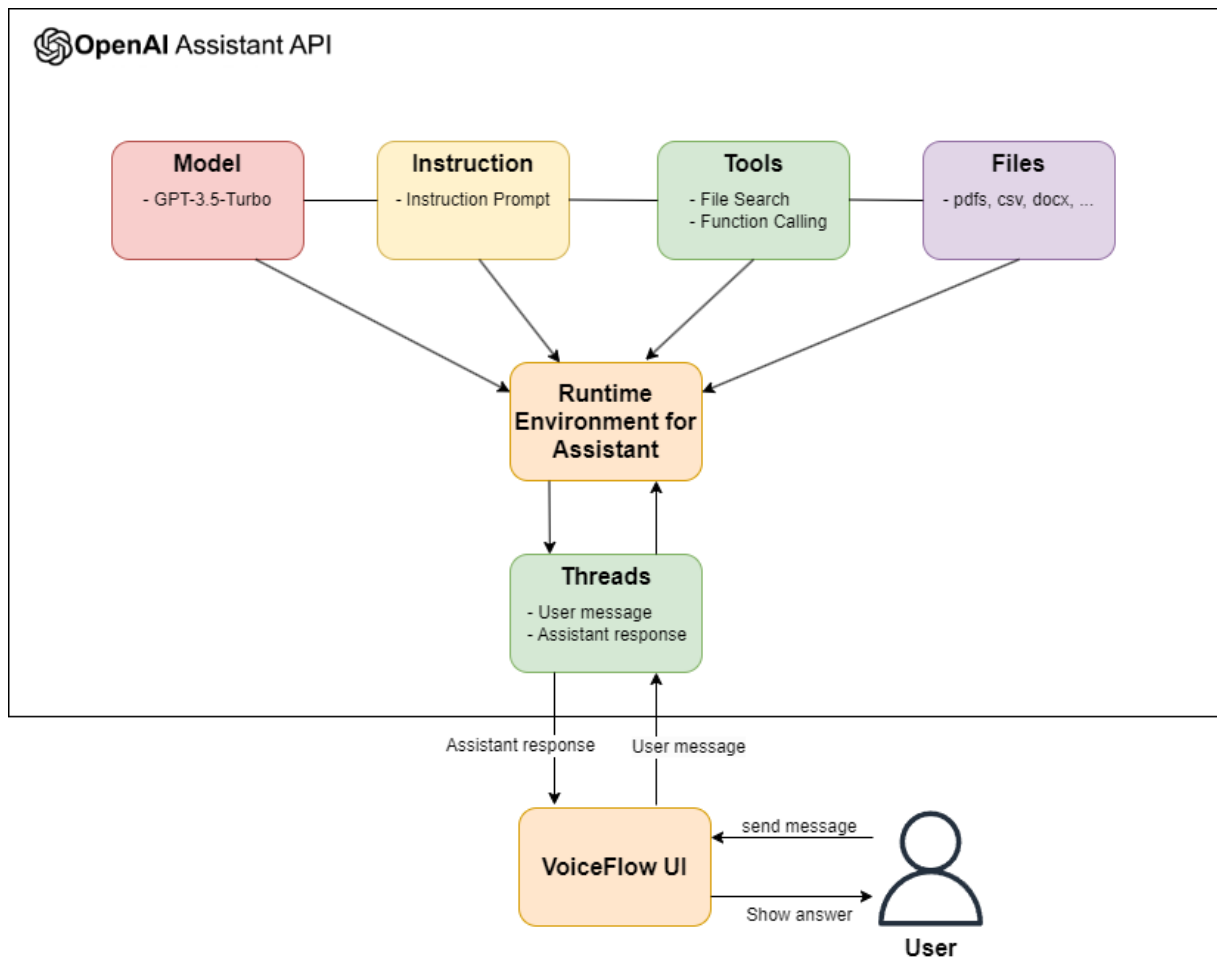 OpenAI Assistant API
Model
- GPT-3.5-Turbo
Instruction
- Instruction Prompt
Tools
- File Search
- Function Calling
Files
- pdfs, csv, docx, ...
Runtime
Environment for
Assistant
Threads
- User message
- Assistant response
Assistant response
User message
VoiceFlow UI
send message
Show answer
User